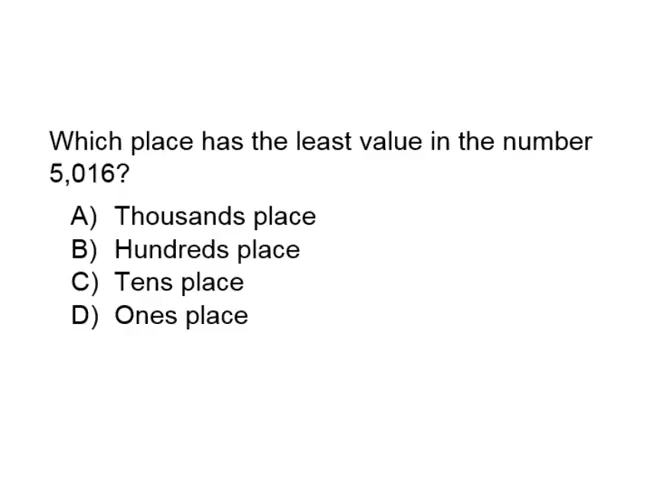 Which place has the least value in the number
5,016?
A) Thousands place
B) Hundreds place
C) Tens place
D) Ones place